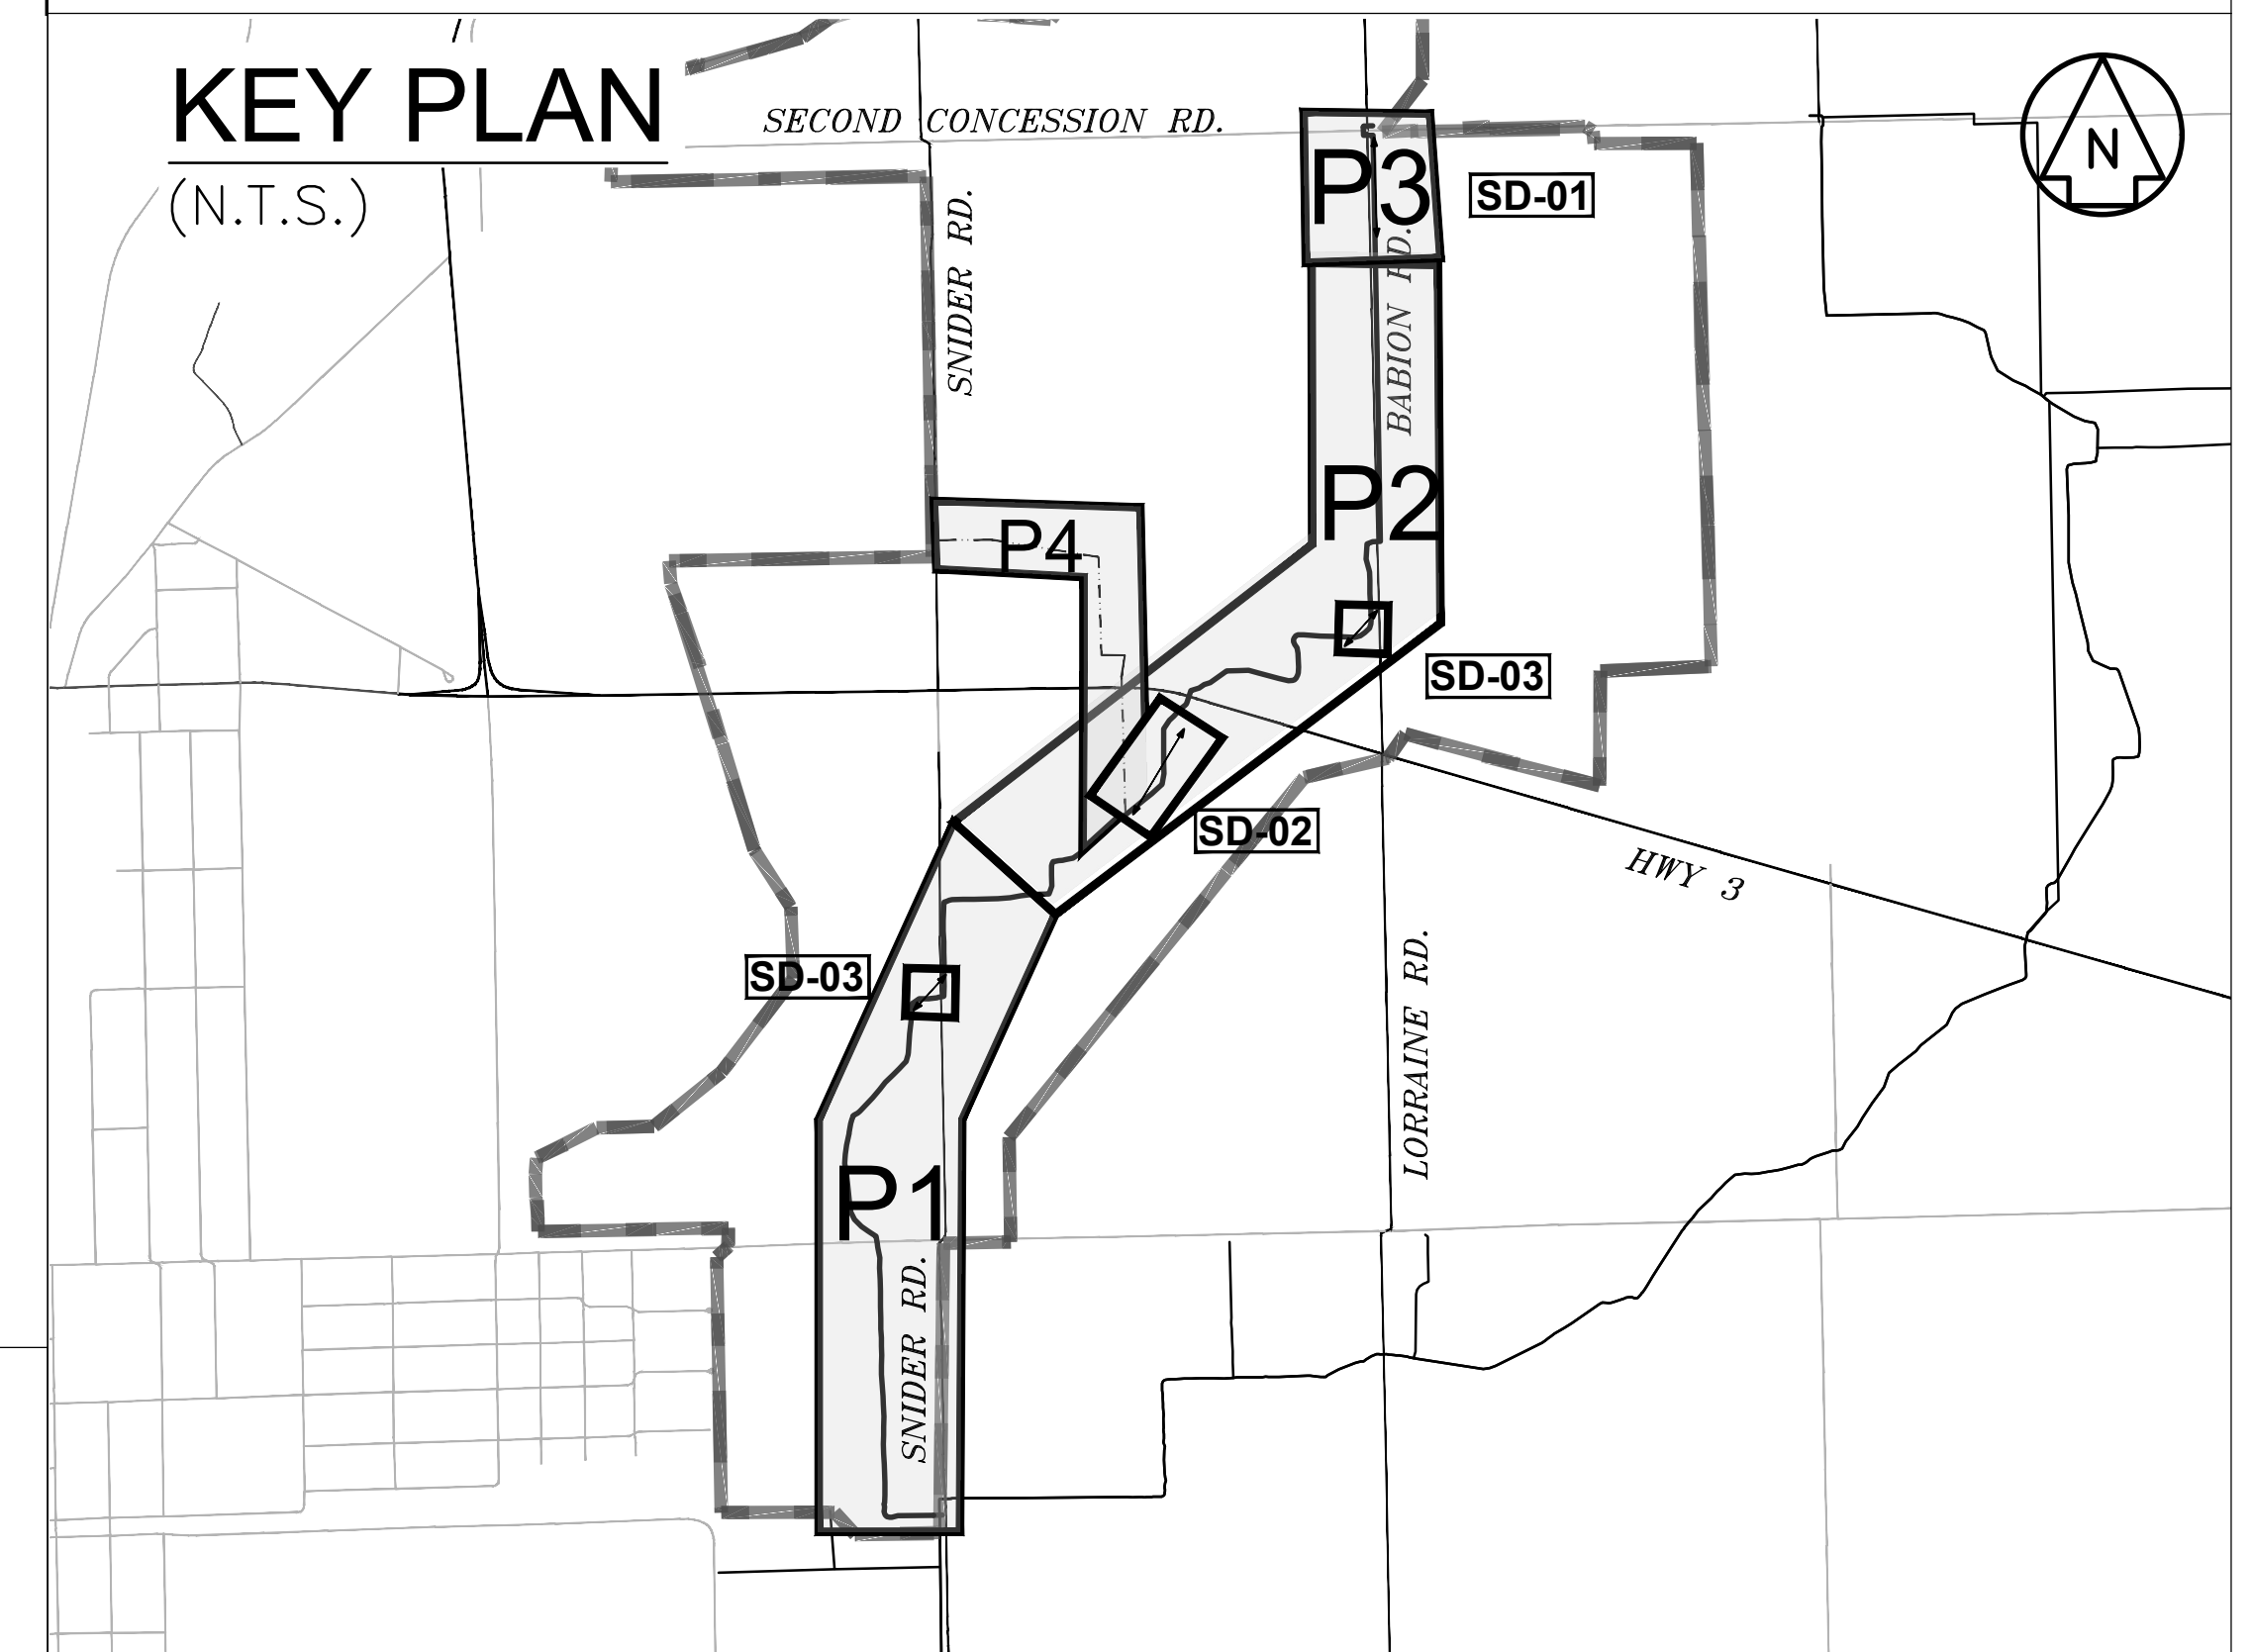 KEY PLAN
(N.T.S.)
SECOND CONCESSION RD.
N
P3
SD-01
SNIDER RD.
BABION RD.
P2
P4
SD-03
SD-02
HWY 3
SD-03
LORRAINE RD.
P1
SNIDER RD.